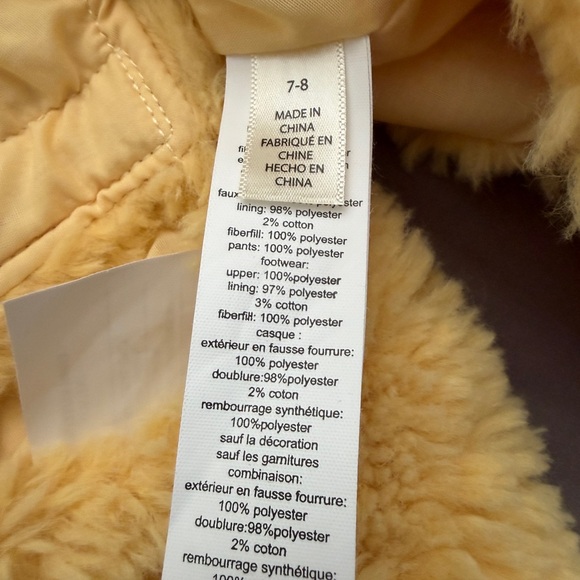 7-8
MADE IN
CHINA
FABRIQUÉ EN
CHINE
HECHO EN
CHINA
lining: 98% polyester
2% cotton
fiberfill: 100% polyester
pants: 100% polyester
footwear:
upper: 100%polyester
lining: 97% polyester
3% cotton
fiberfill: 100% polyester
casque :
extérieur en fausse fourrure:
100% polyester
doublure:98%polyester
2% coton
rembourrage synthétique:
100%polyester
sauf la décoration
sauf les garnitures
combinaison:
extérieur en fausse fourrure:
100% polyester
doublure:98%polyester
2% coton
rembourrage synthétique: